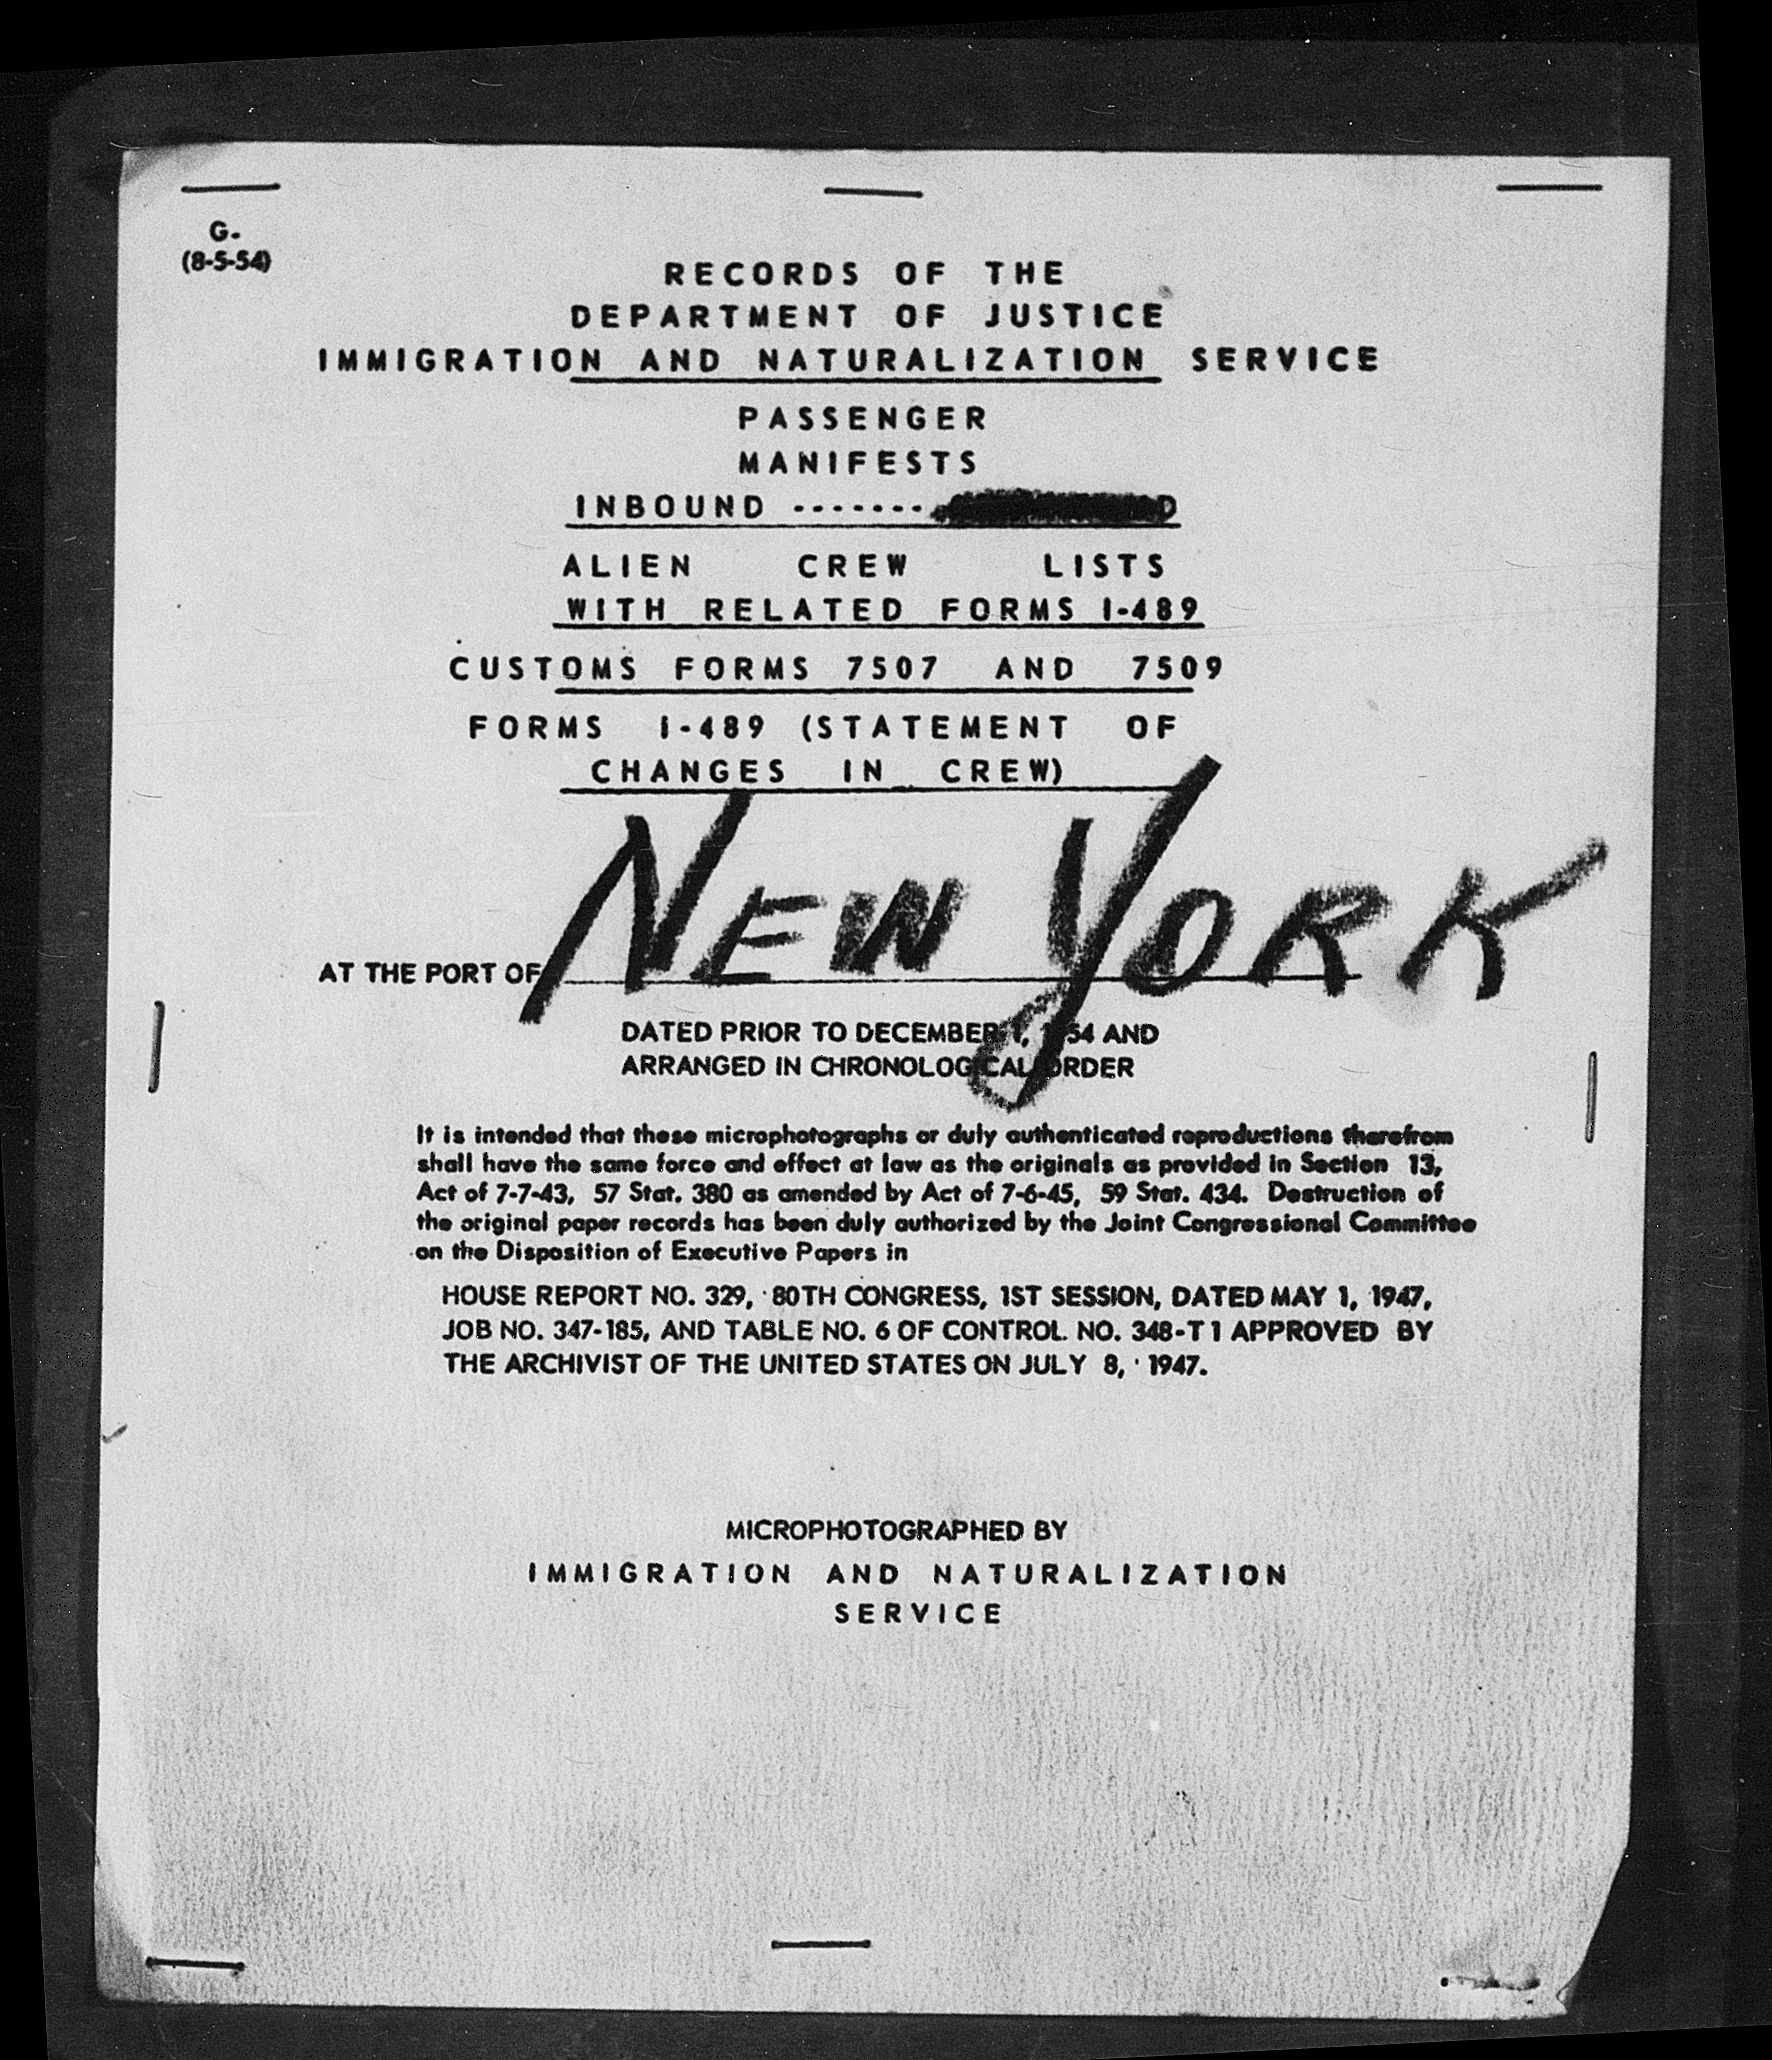 G-
(8-5-54)
RECORDS OF THE
DEPARTMENT OF JUSTICE
IMMIGRATION AND NATURALIZATION SERVICE
PASSENGER
MANIFESTS
INBOUND -------
ALIEN CREW LISTS
WITH RELATED FORMS I-489
CUSTOMS FORMS 7507 AND 7509
FORMS I-489 (STATEMENT OF
CHANGES IN CREW)
AT THE PORT OF NEW YORK
DATED PRIOR TO DECEMBER 1, 1954 AND
ARRANGED IN CHRONOLOGICAL ORDER
It is intended that these microphotographs or duly authenticated reproductions therefrom
shall have the same force and effect at law as the originals as provided in Section 13,
Act of 7-7-43, 57 Stat. 380 as amended by Act of 7-6-45, 59 Stat. 434. Destruction of
the original paper records has been duly authorized by the Joint Congressional Committee
on the Disposition of Executive Papers in
HOUSE REPORT NO. 329, 80TH CONGRESS, 1ST SESSION, DATED MAY 1, 1947,
JOB NO. 347-185, AND TABLE NO. 6 OF CONTROL NO. 348-T1 APPROVED BY
THE ARCHIVIST OF THE UNITED STATES ON JULY 8, 1947.
MICROPHOTOGRAPHED BY
IMMIGRATION AND NATURALIZATION
SERVICE